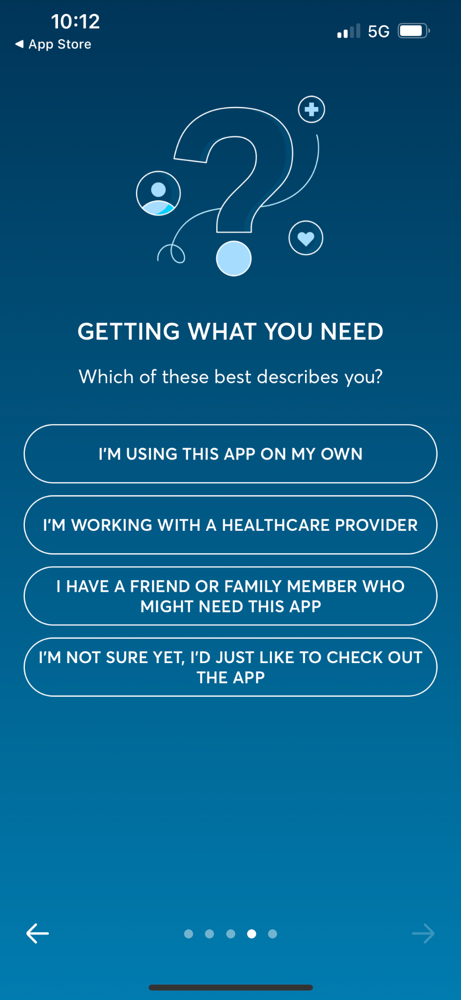 10:12
5G
◀ App Store
GETTING WHAT YOU NEED
Which of these best describes you?
I'M USING THIS APP ON MY OWN
I'M WORKING WITH A HEALTHCARE PROVIDER
I HAVE A FRIEND OR FAMILY MEMBER WHO
MIGHT NEED THIS APP
I'M NOT SURE YET, I'D JUST LIKE TO CHECK OUT
THE APP